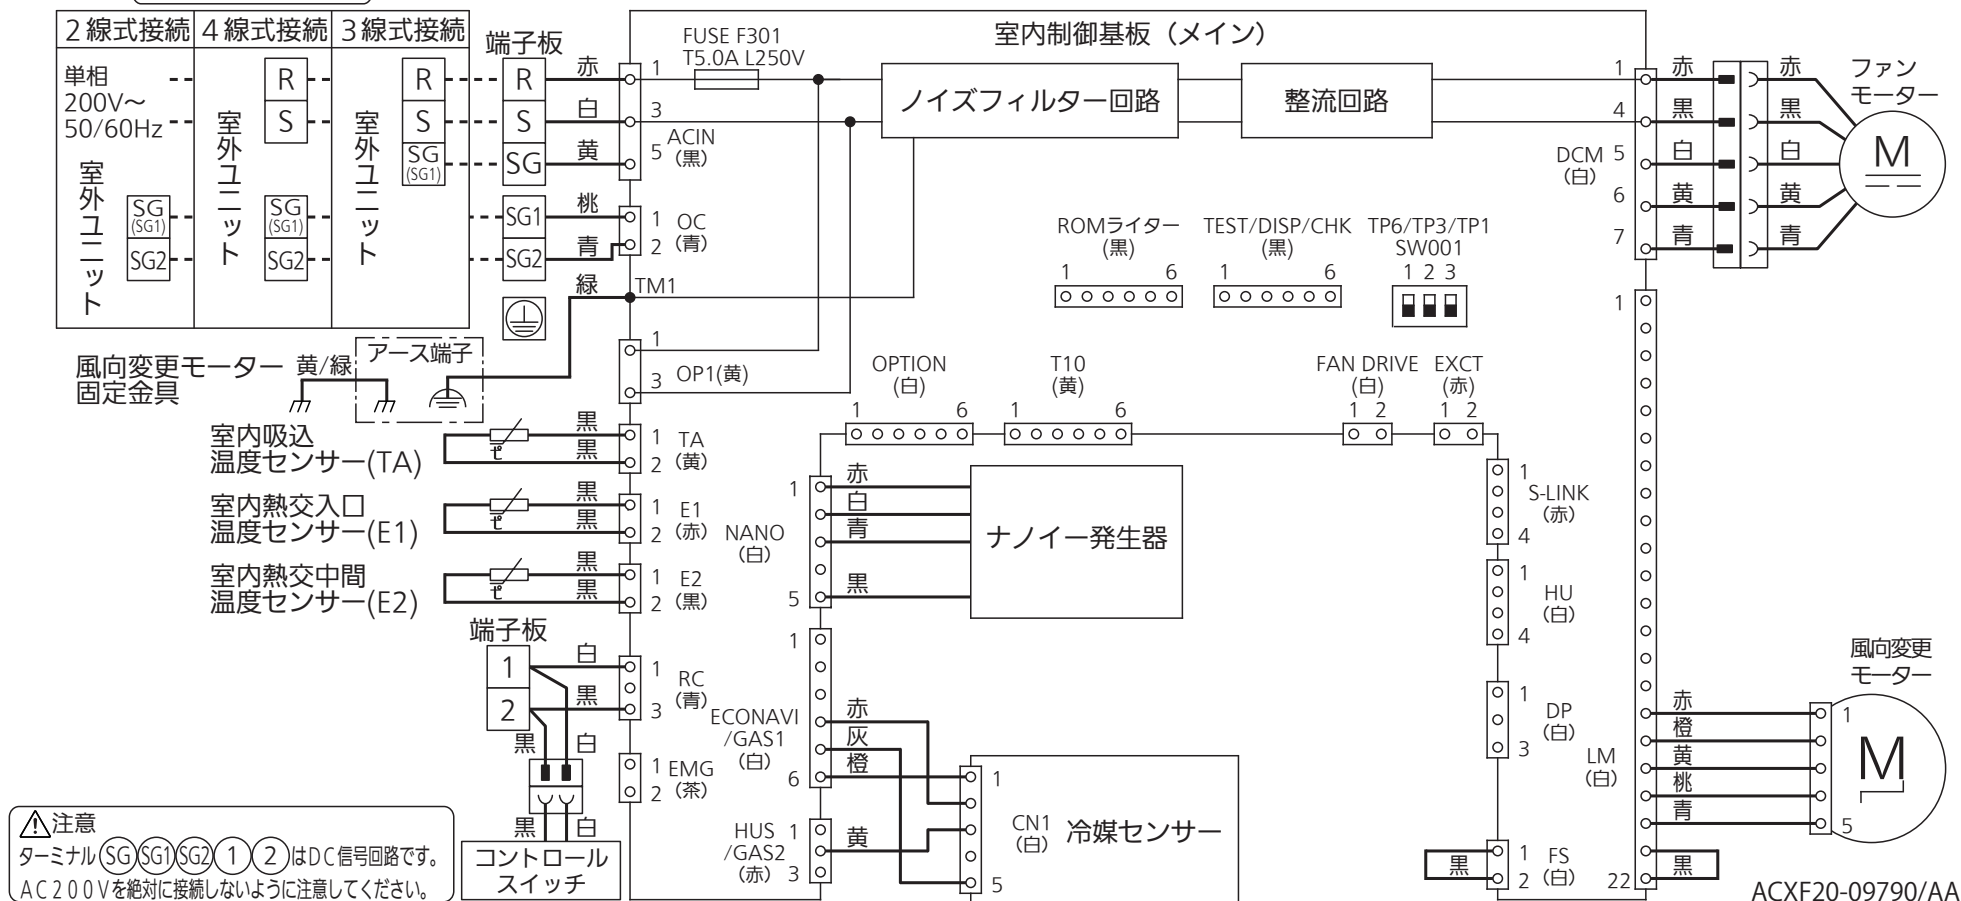 2線式接続 4線式接続 3線式接続
単相
200V～
50/60Hz
室外ユニット
SG
(SG1)
SG2
R
S
室外ユニット
SG
(SG1)
SG2
R
S
SG
(SG1)
室外ユニット
端子板
R
S
SG
SG1
SG2
赤
白
黄
桃
青
緑
1
3
5
ACIN
(黒)
1
2
OC
(青)
TM1
FUSE F301
T5.0A L250V
室内制御基板（メイン）
ノイズフィルター回路
整流回路
1
4
5
6
7
DCM
(白)
赤 赤
黒 黒
白 白
黄 黄
青 青
ファン
モーター
M
ROMライター
(黒)
1 6
TEST/DISP/CHK
(黒)
1 6
TP6/TP3/TP1
SW001
1 2 3
風向変更モーター
固定金具
黄/緑
アース端子
1
3
OP1(黄)
OPTION
(白)
1 6
T10
(黄)
1 6
FAN DRIVE
(白)
1 2
EXCT
(赤)
1 2
室内吸込
温度センサー(TA)
t°
黒
黒
1
2
TA
(黄)
室内熱交入口
温度センサー(E1)
t°
黒
黒
1
2
E1
(赤)
室内熱交中間
温度センサー(E2)
t°
黒
黒
1
2
E2
(黒)
NANO
(白)
1
5
赤
白
青
黒
ナノイー発生器
1
S-LINK
(赤)
4
1
HU
(白)
4
1
DP
(白)
3
端子板
1
2
白
黒
1
3
RC
(青)
黒 白
1
2
EMG
(茶)
黒 白
コントロール
スイッチ
ECONAVI
/GAS1
(白)
1
6
赤
灰
橙
HUS
/GAS2
(赤)
1
3
黄
1
5
CN1
(白)
冷媒センサー
1
LM
(白)
22
赤
橙
黄
桃
青
1
5
風向変更
モーター
M
黒
1
2
FS
(白)
黒
注意
ターミナル SG SG1 SG2 1 2 はDC信号回路です。
AC200Vを絶対に接続しないように注意してください。
ACXF20-09790/AA